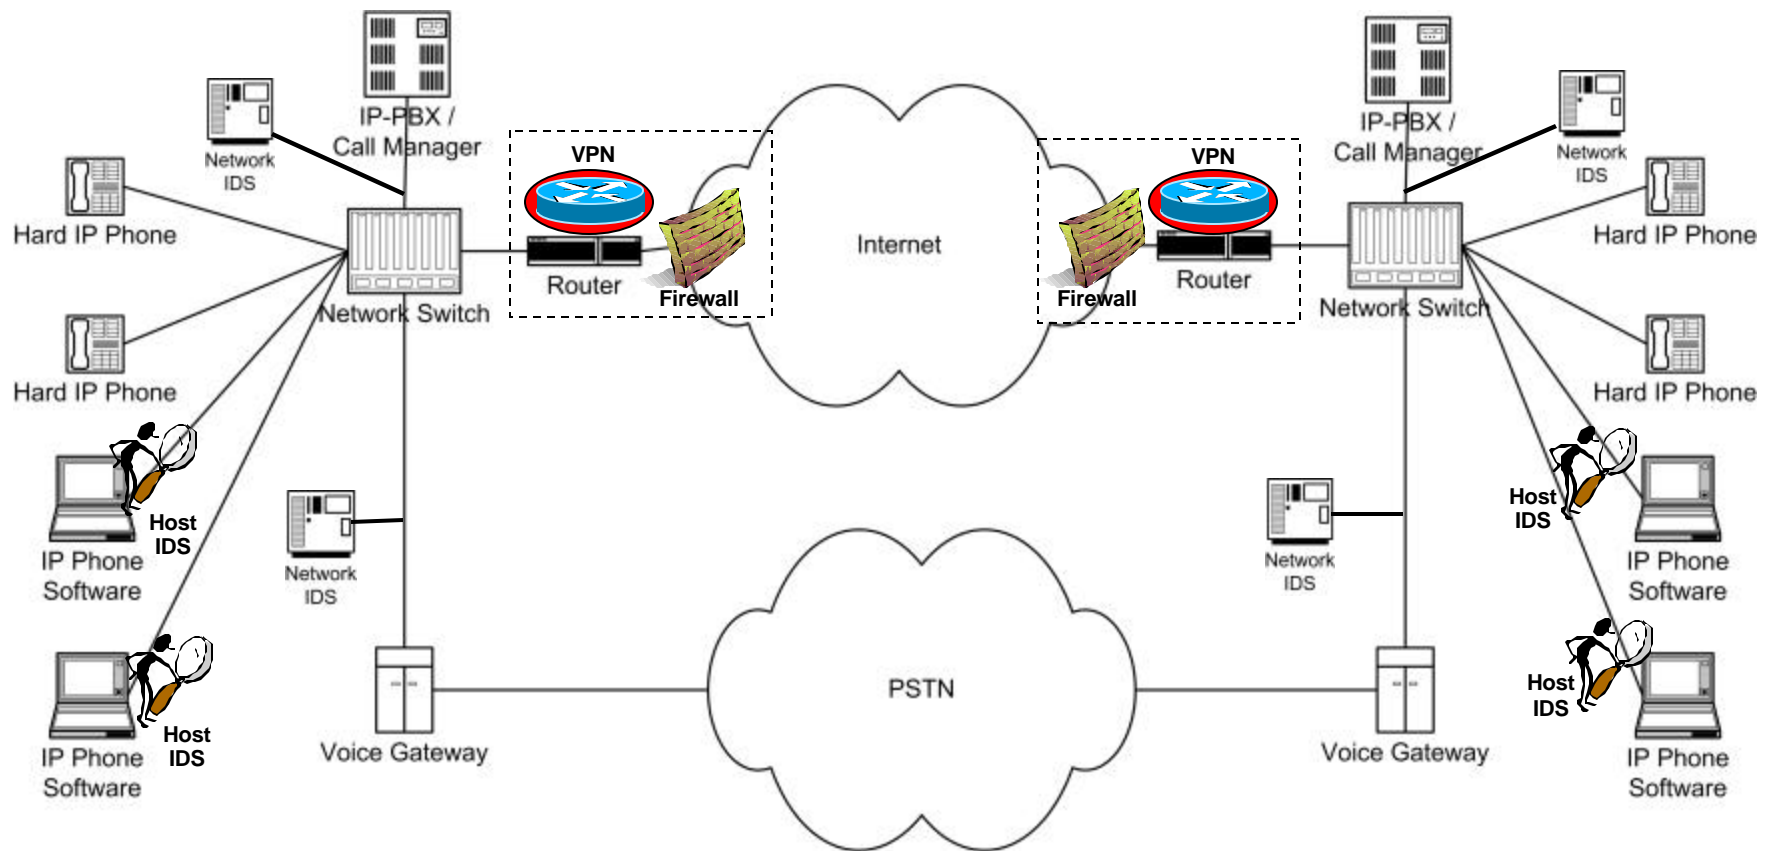 IP-PBX /
Call Manager
Network
IDS
VPN
Hard IP Phone
Router
Firewall
Network Switch
Hard IP Phone
Host
IDS
IP Phone
Software
Network
IDS
Host
IDS
IP Phone
Software
Voice Gateway
Internet
PSTN
IP-PBX /
Call Manager
Network
IDS
VPN
Hard IP Phone
Firewall
Router
Network Switch
Hard IP Phone
Host
IDS
IP Phone
Software
Network
IDS
Host
IDS
IP Phone
Software
Voice Gateway